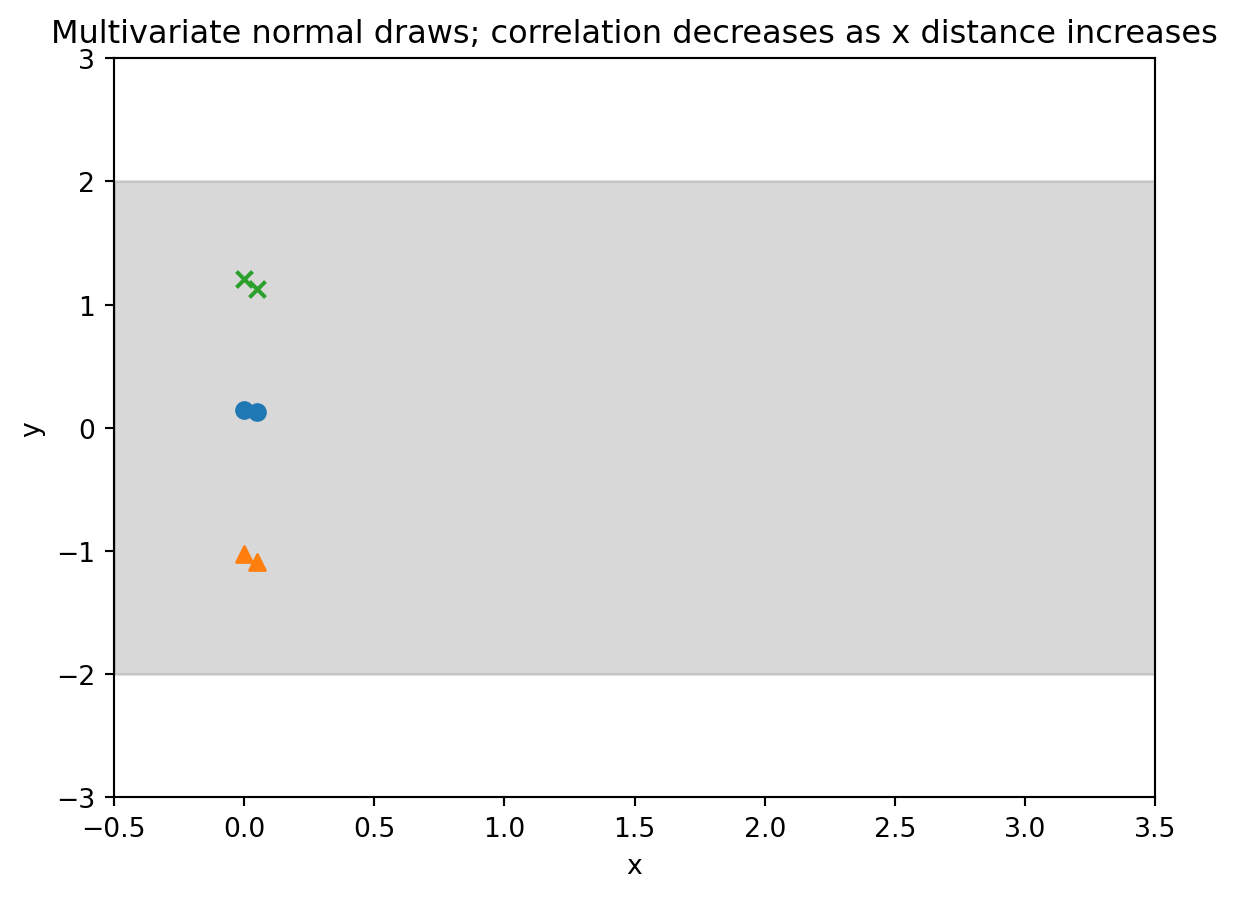 Multivariate normal draws; correlation decreases as x distance increases
3
2
1
0
−1
−2
−3
y
−0.5 0.0 0.5 1.0 1.5 2.0 2.5 3.0 3.5
x